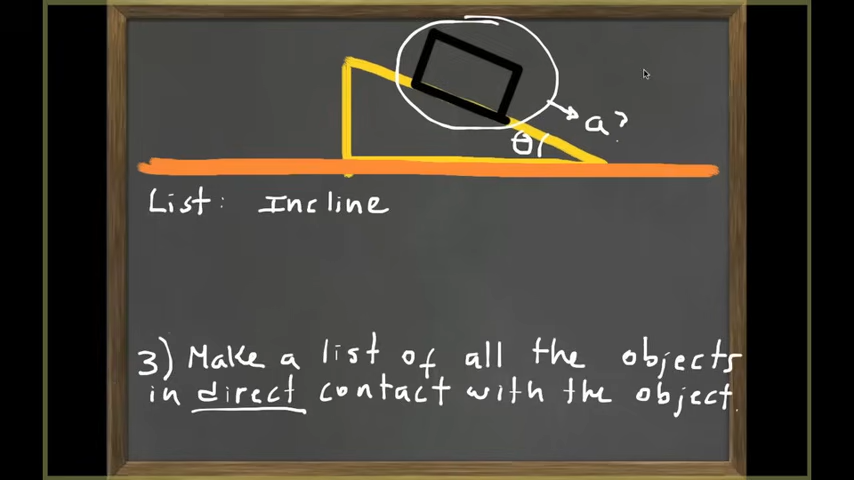 a?
θ
List: Incline
3) Make a list of all the objects
in direct contact with the object.